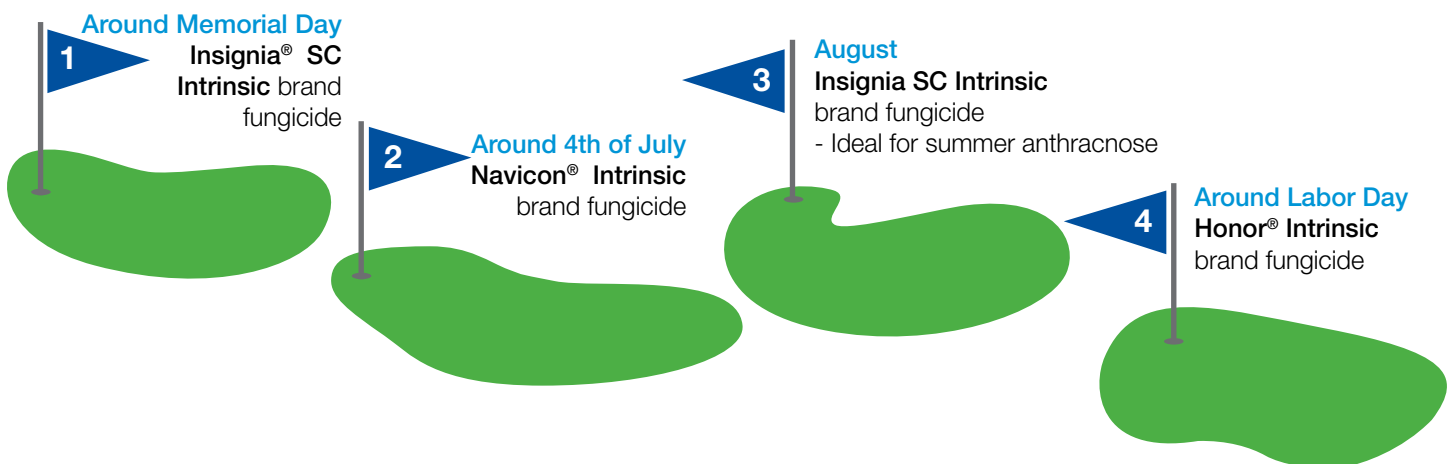 1
Around Memorial Day
Insignia® SC
Intrinsic brand
fungicide
2
Around 4th of July
Navicon® Intrinsic
brand fungicide
3
August
Insignia SC Intrinsic
brand fungicide
- Ideal for summer anthracnose
4
Around Labor Day
Honor® Intrinsic
brand fungicide